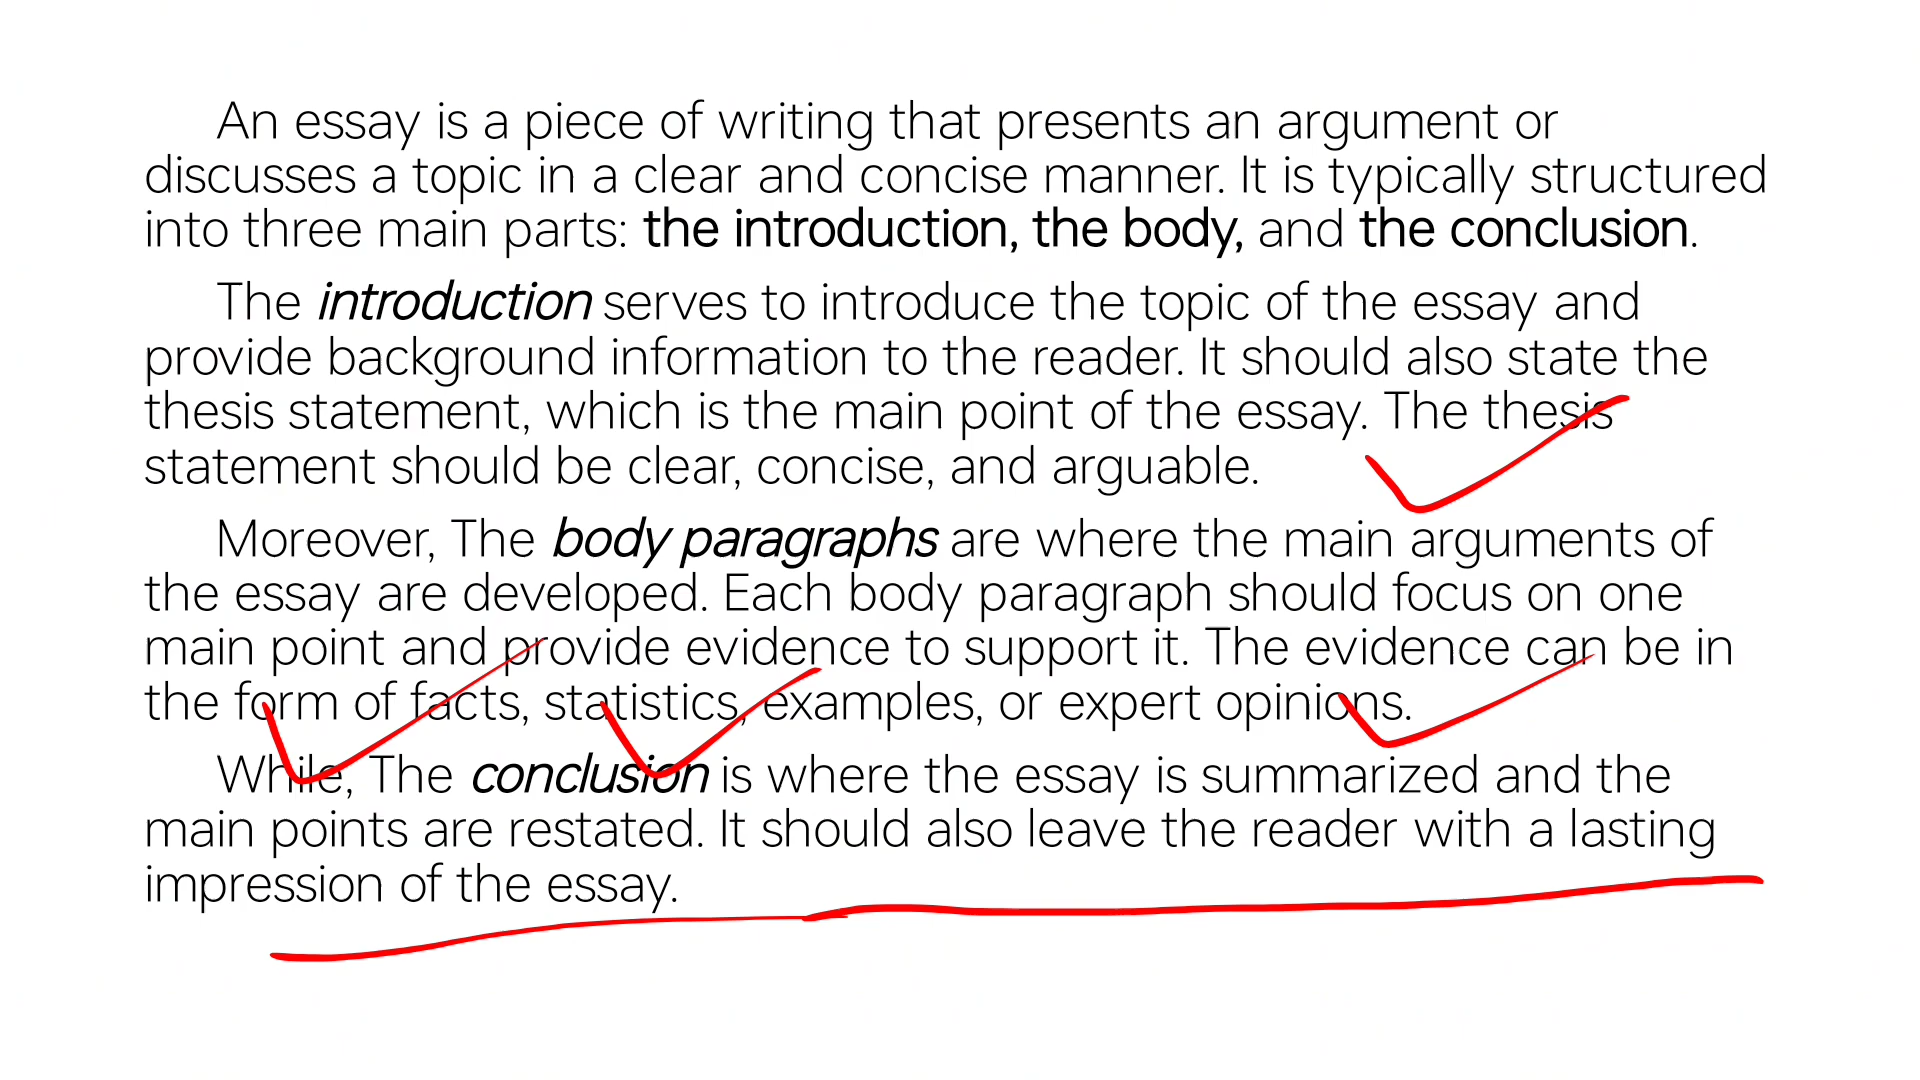 An essay is a piece of writing that presents an argument or
discusses a topic in a clear and concise manner. It is typically structured
into three main parts: the introduction, the body, and the conclusion.
The introduction serves to introduce the topic of the essay and
provide background information to the reader. It should also state the
thesis statement, which is the main point of the essay. The thesis
statement should be clear, concise, and arguable.
Moreover, The body paragraphs are where the main arguments of
the essay are developed. Each body paragraph should focus on one
main point and provide evidence to support it. The evidence can be in
the form of facts, statistics, examples, or expert opinions.
While, The conclusion is where the essay is summarized and the
main points are restated. It should also leave the reader with a lasting
impression of the essay.